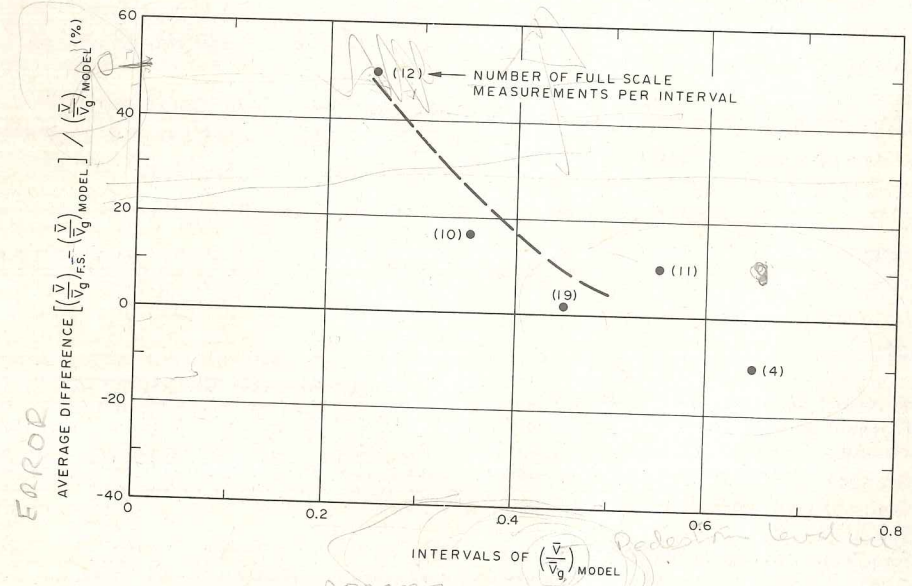 60
40
20
0
-20
-40
AVERAGE DIFFERENCE [(V̄/V̄g)F.S. - (V̄/V̄g)MODEL] / (V̄/V̄g)MODEL (%)
ERROR
(12) NUMBER OF FULL SCALE
MEASUREMENTS PER INTERVAL
(10)
(11)
(19)
(4)
0 0.2 0.4 0.6 0.8
INTERVALS OF (V̄/V̄g)MODEL